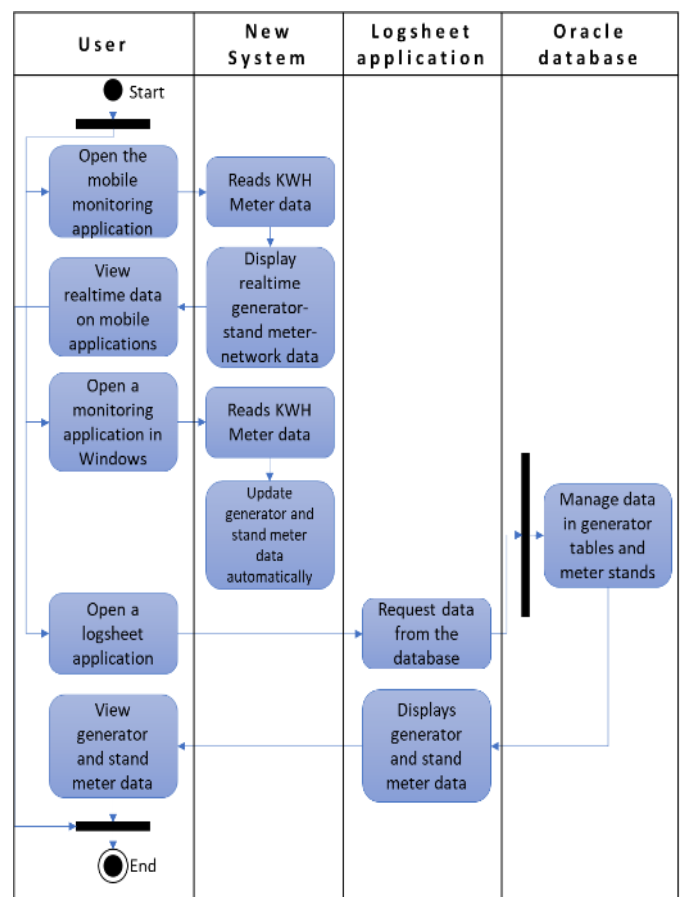 User
New
System
Logsheet
application
Oracle
database
Start
Open the
mobile
monitoring
application
Reads KWH
Meter data
View
realtime data
on mobile
applications
Display
realtime
generator-
stand meter-
network data
Open a
monitoring
application in
Windows
Reads KWH
Meter data
Update
generator and
stand meter
data
automatically
Manage data
in generator
tables and
meter stands
Open a
logsheet
application
Request data
from the
database
View
generator
and stand
meter data
Displays
generator
and stand
meter data
End